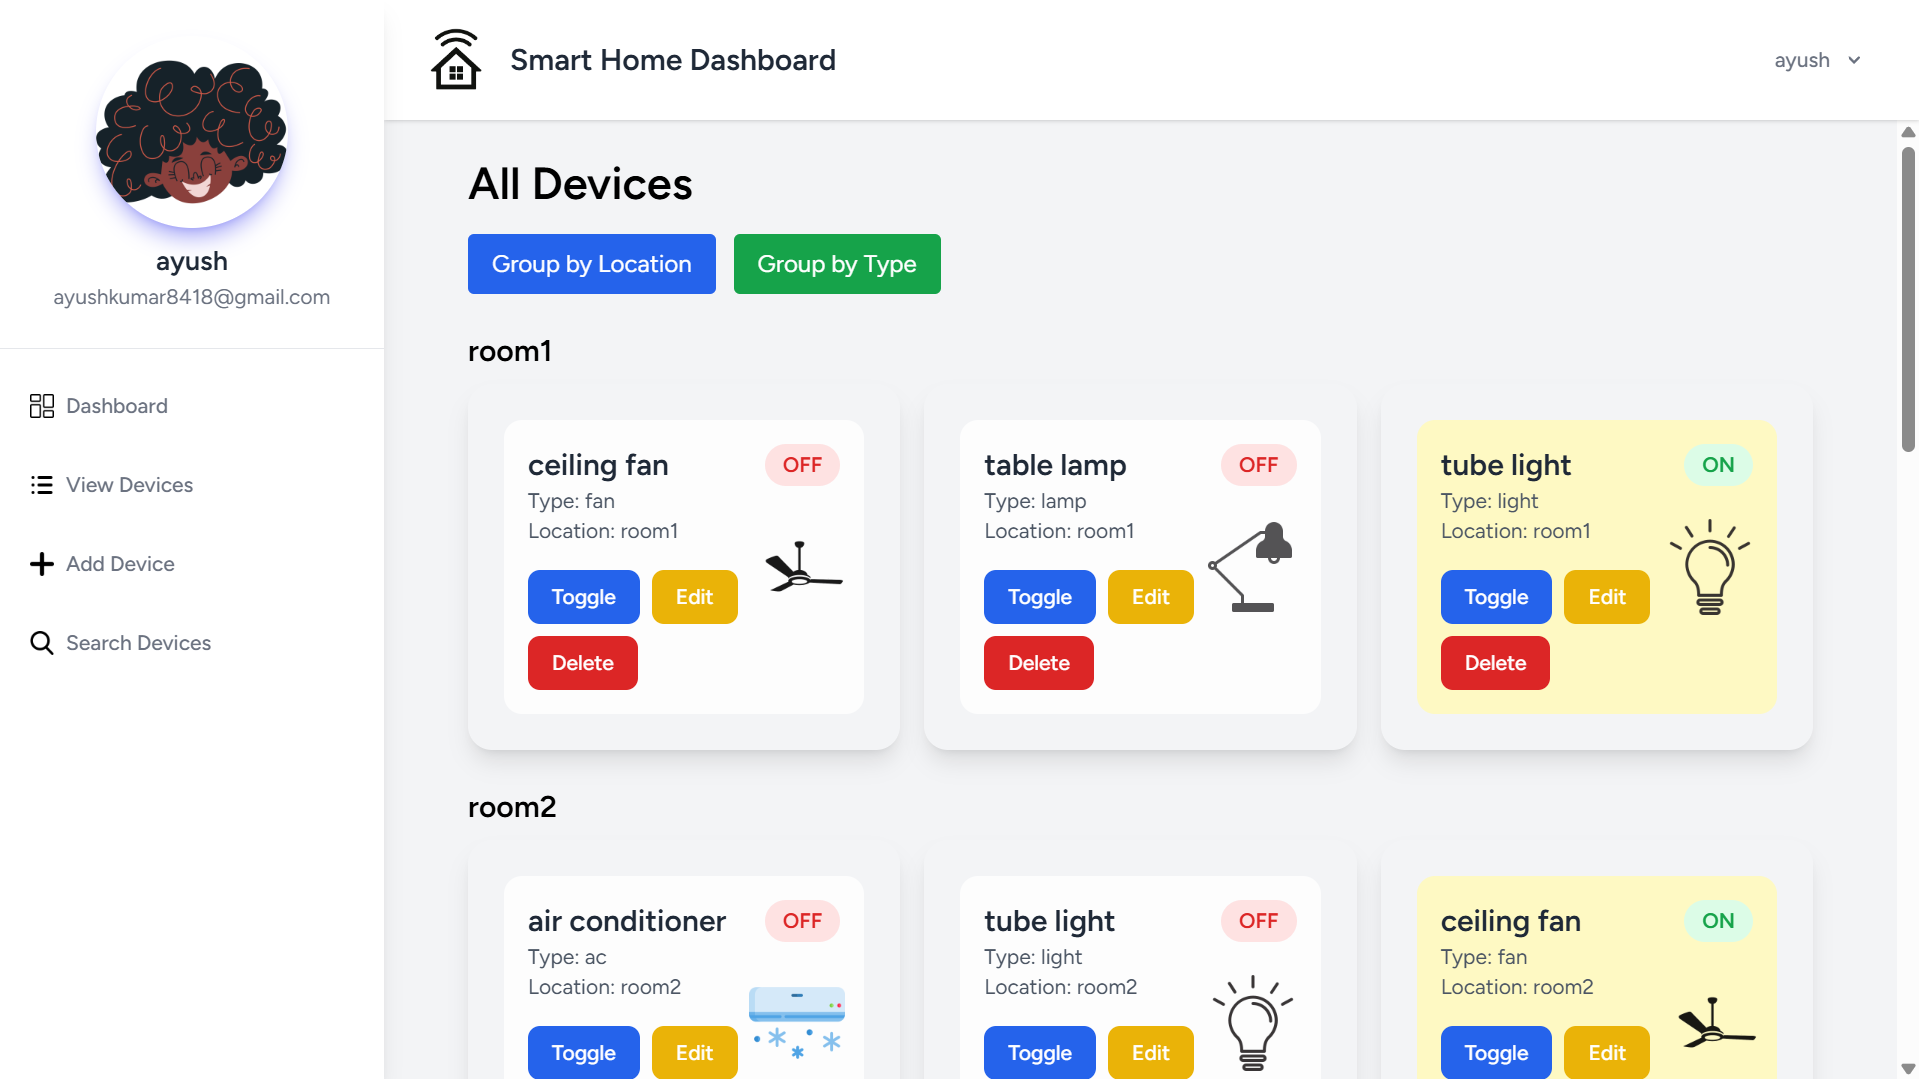 ayush
ayushkumar8418@gmail.com
Dashboard
View Devices
Add Device
Search Devices
Smart Home Dashboard
ayush
All Devices
Group by Location
Group by Type
room1
ceiling fan
OFF
Type: fan
Location: room1
Toggle
Edit
Delete
table lamp
OFF
Type: lamp
Location: room1
Toggle
Edit
Delete
tube light
ON
Type: light
Location: room1
Toggle
Edit
Delete
room2
air conditioner
OFF
Type: ac
Location: room2
Toggle
Edit
tube light
OFF
Type: light
Location: room2
Toggle
Edit
ceiling fan
ON
Type: fan
Location: room2
Toggle
Edit